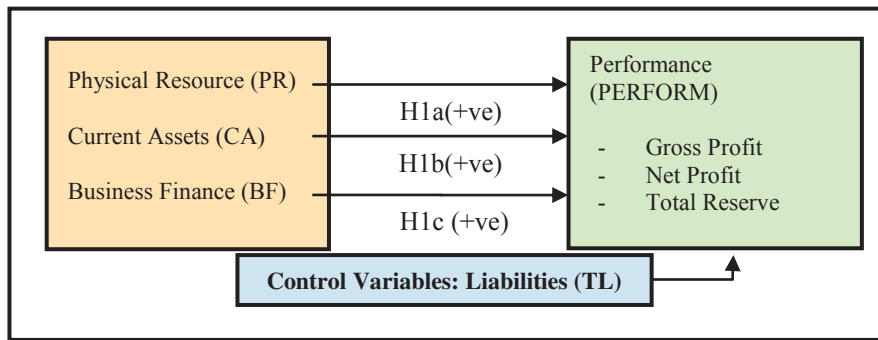 Physical Resource (PR)
Current Assets (CA)
Business Finance (BF)
H1a(+ve)
H1b(+ve)
H1c (+ve)
Performance
(PERFORM)
- Gross Profit
- Net Profit
- Total Reserve
Control Variables: Liabilities (TL)